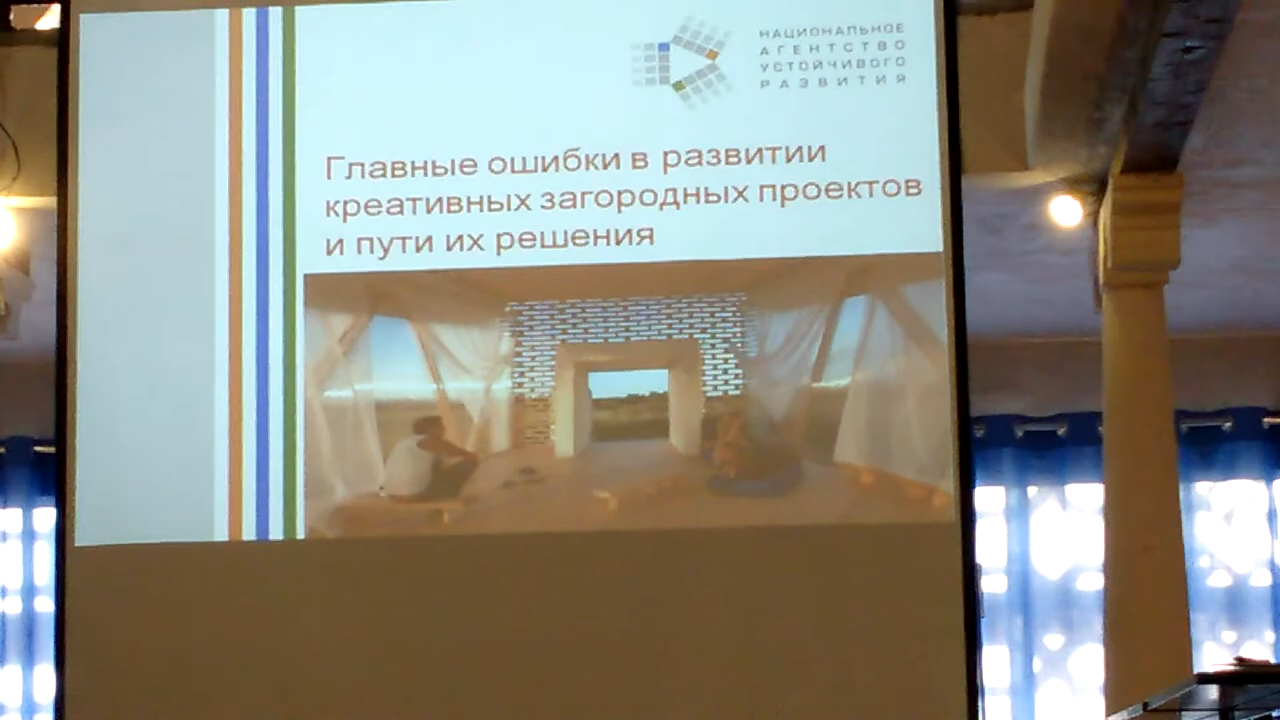 НАЦИОНАЛЬНОЕ
АГЕНТСТВО
УСТОЙЧИВОГО
РАЗВИТИЯ
Главные ошибки в развитии
креативных загородных проектов
и пути их решения